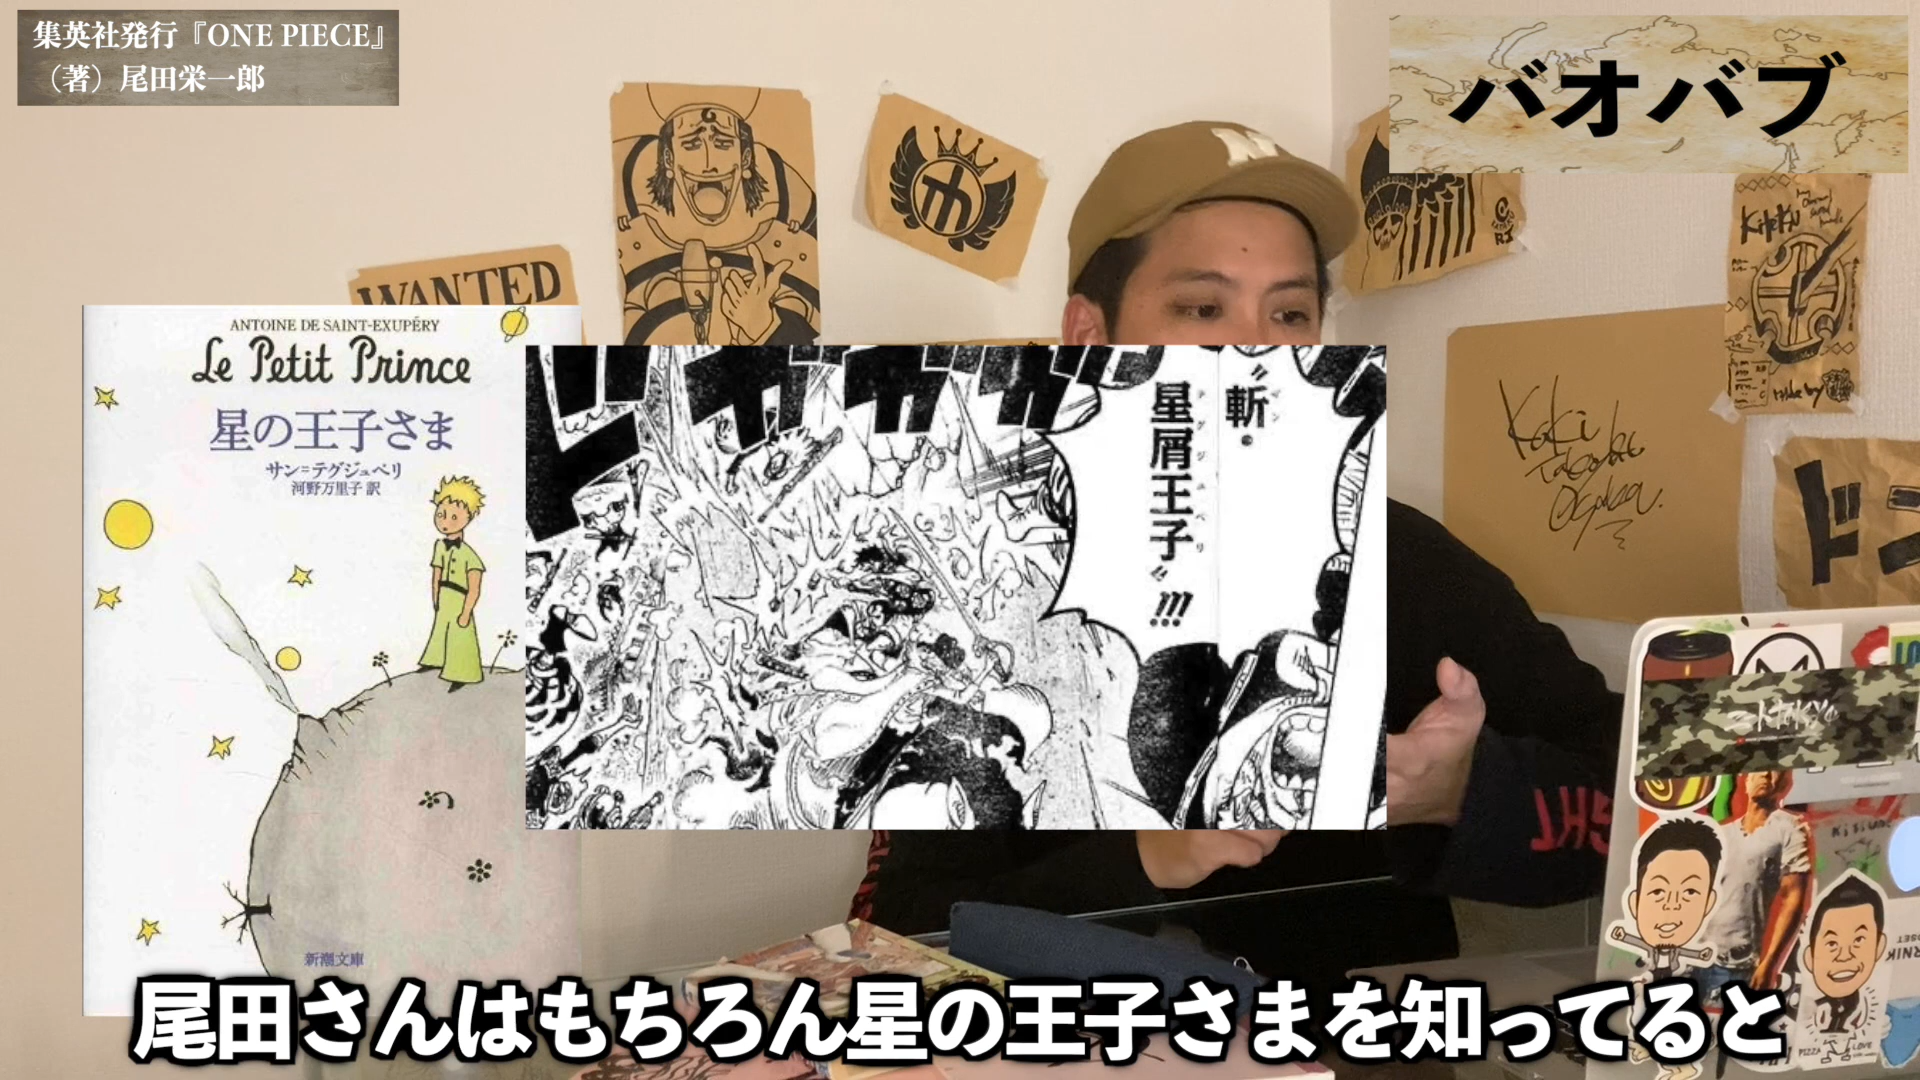 集英社発行『ONE PIECE』
（著）尾田栄一郎
バオバブ
WANTED
ANTOINE DE SAINT-EXUPÉRY
Le Petit Prince
星の王子さま
サン=テグジュペリ
河野万里子 訳
新潮文庫
"斬・
星屑王子"!!!
テグジュペリ
ドン
尾田さんはもちろん星の王子さまを知ってると